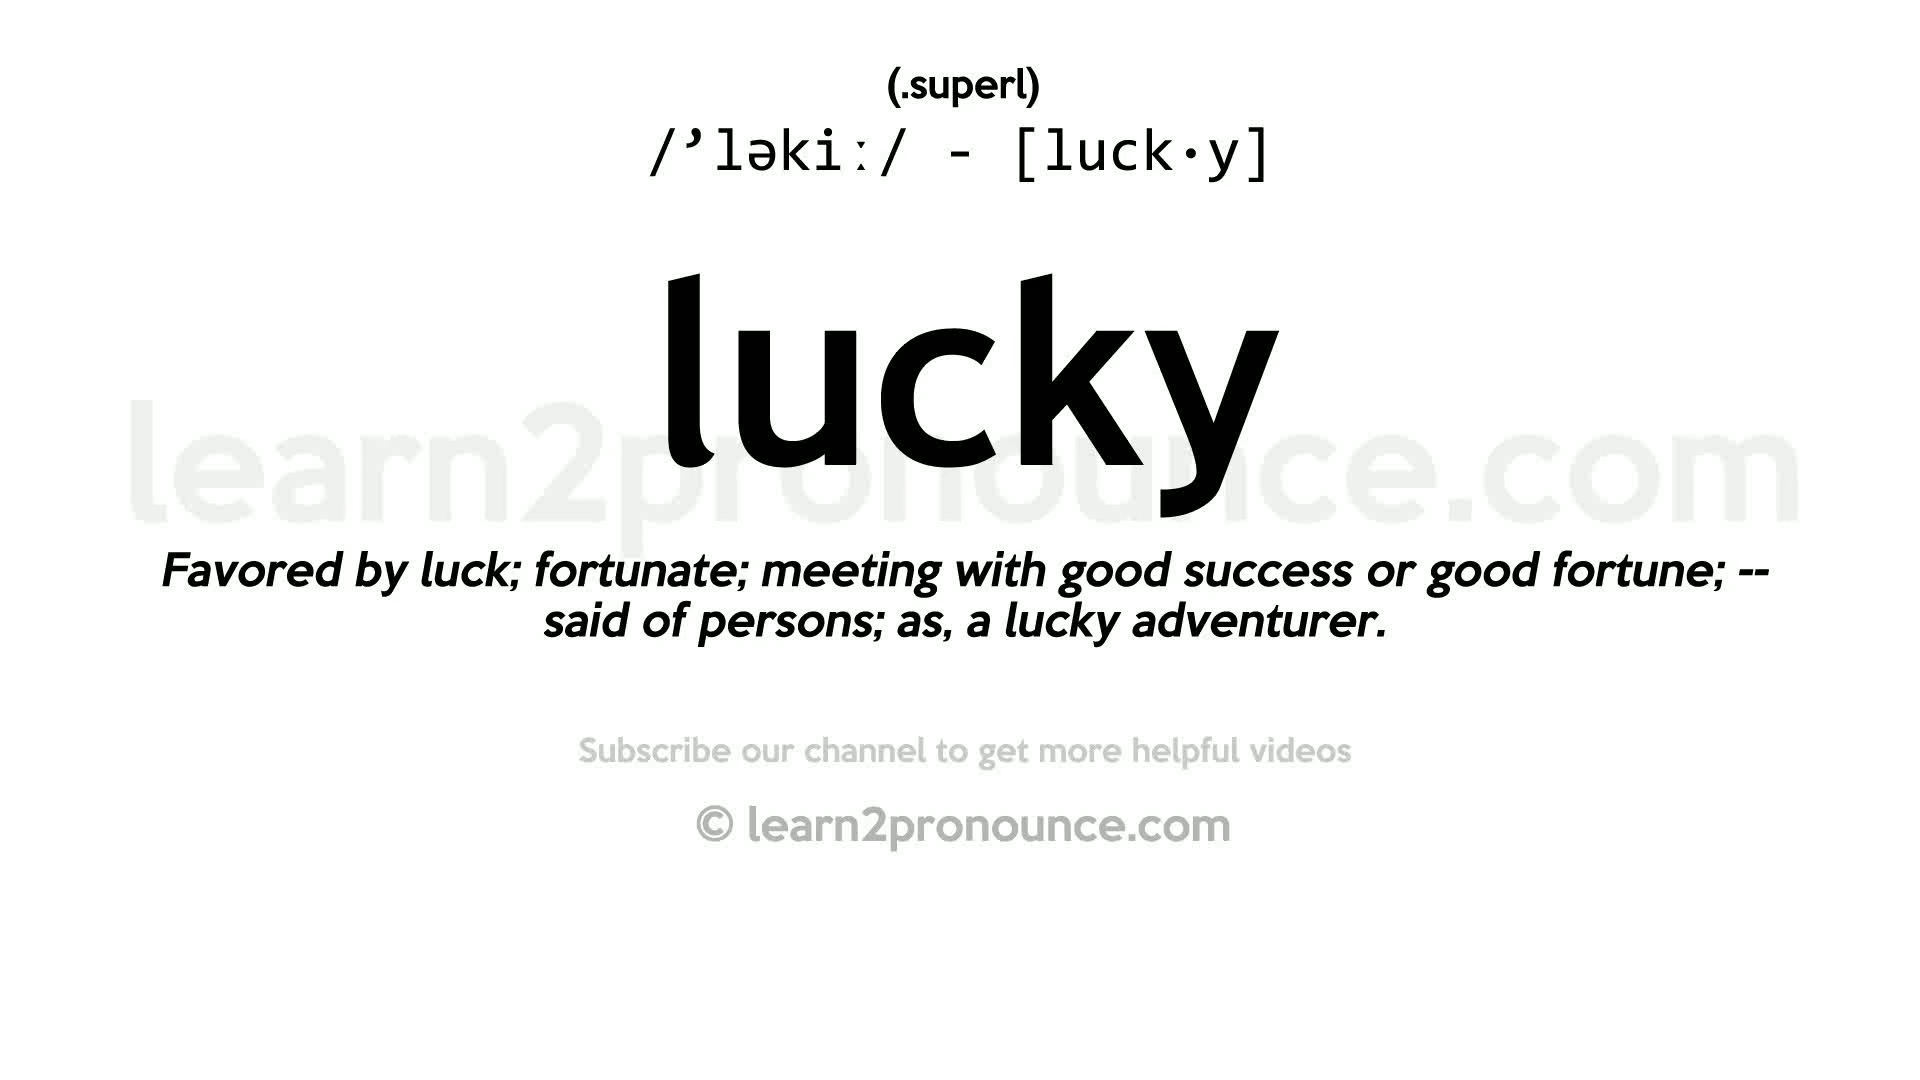 (.superl)
/’ləkiː/ - [luck·y]
lucky
learn2pronounce.com
Favored by luck; fortunate; meeting with good success or good fortune; --
said of persons; as, a lucky adventurer.
Subscribe our channel to get more helpful videos
© learn2pronounce.com